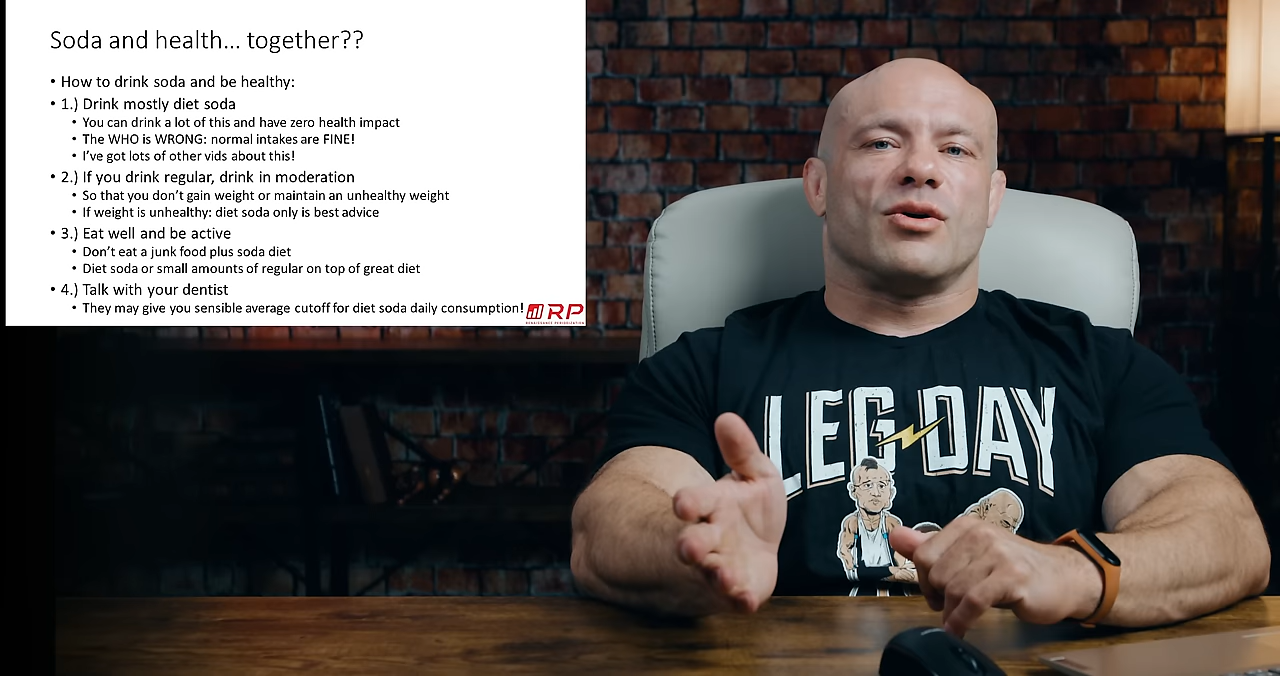 Soda and health... together??
• How to drink soda and be healthy:
• 1.) Drink mostly diet soda
• You can drink a lot of this and have zero health impact
• The WHO is WRONG: normal intakes are FINE!
• I've got lots of other vids about this!
• 2.) If you drink regular, drink in moderation
• So that you don't gain weight or maintain an unhealthy weight
• If weight is unhealthy: diet soda only is best advice
• 3.) Eat well and be active
• Don't eat a junk food plus soda diet
• Diet soda or small amounts of regular on top of great diet
• 4.) Talk with your dentist
• They may give you sensible average cutoff for diet soda daily consumption!
RP
RENAISSANCE PERIODIZATION
LEG DAY